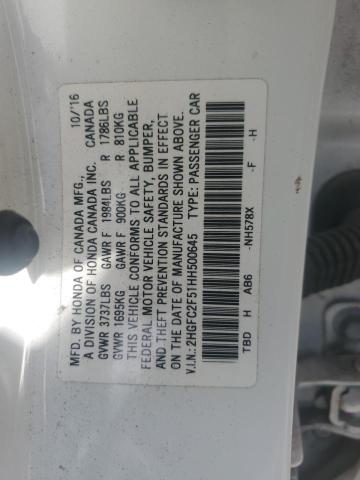 MFD. BY HONDA OF CANADA MFG., 10/'16
A DIVISION OF HONDA CANADA INC. CANADA
GVWR 3737LBS GAWR F 1984LBS R 1786LBS
GVWR 1695KG GAWR F 900KG R 810KG
THIS VEHICLE CONFORMS TO ALL APPLICABLE
FEDERAL MOTOR VEHICLE SAFETY, BUMPER,
AND THEFT PREVENTION STANDARDS IN EFFECT
ON THE DATE OF MANUFACTURE SHOWN ABOVE.
V.I.N.: 2HGFC2F51HH500645 TYPE: PASSENGER CAR
TBD H AB6 -NH578X -F -H